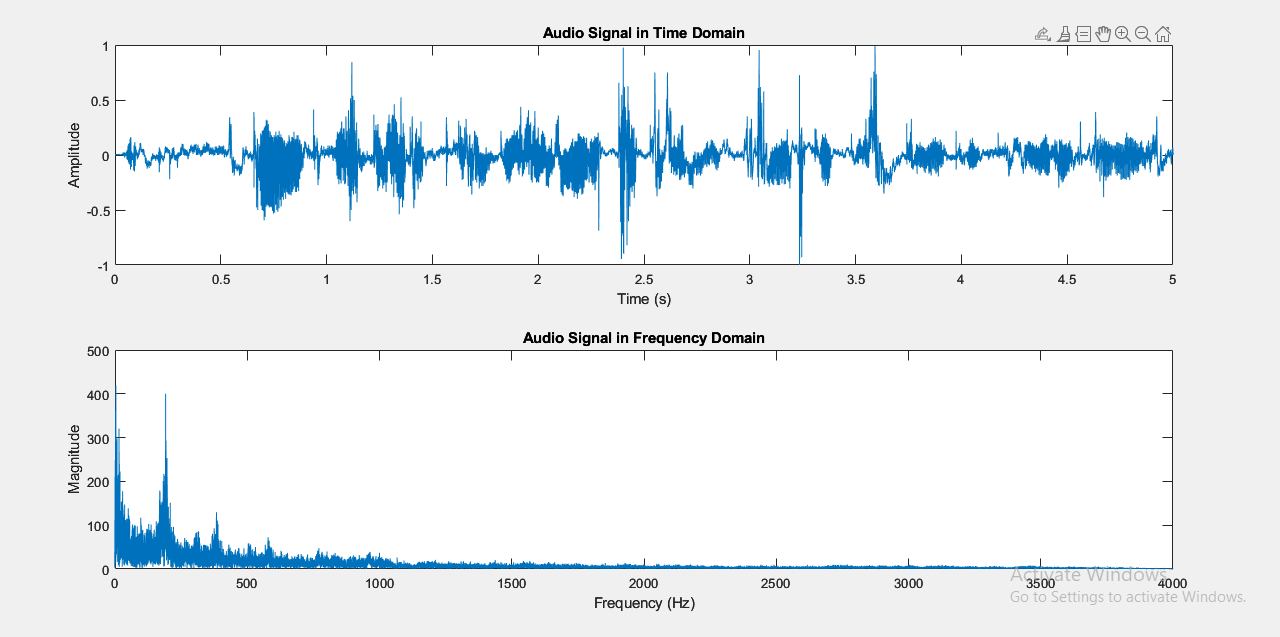 Audio Signal in Time Domain
1
0.5
0
-0.5
-1
Amplitude
0 0.5 1 1.5 2 2.5 3 3.5 4 4.5 5
Time (s)
Audio Signal in Frequency Domain
500
400
300
200
100
0
Magnitude
0 500 1000 1500 2000 2500 3000 3500 4000
Frequency (Hz)
Activate Windows
Go to Settings to activate Windows.